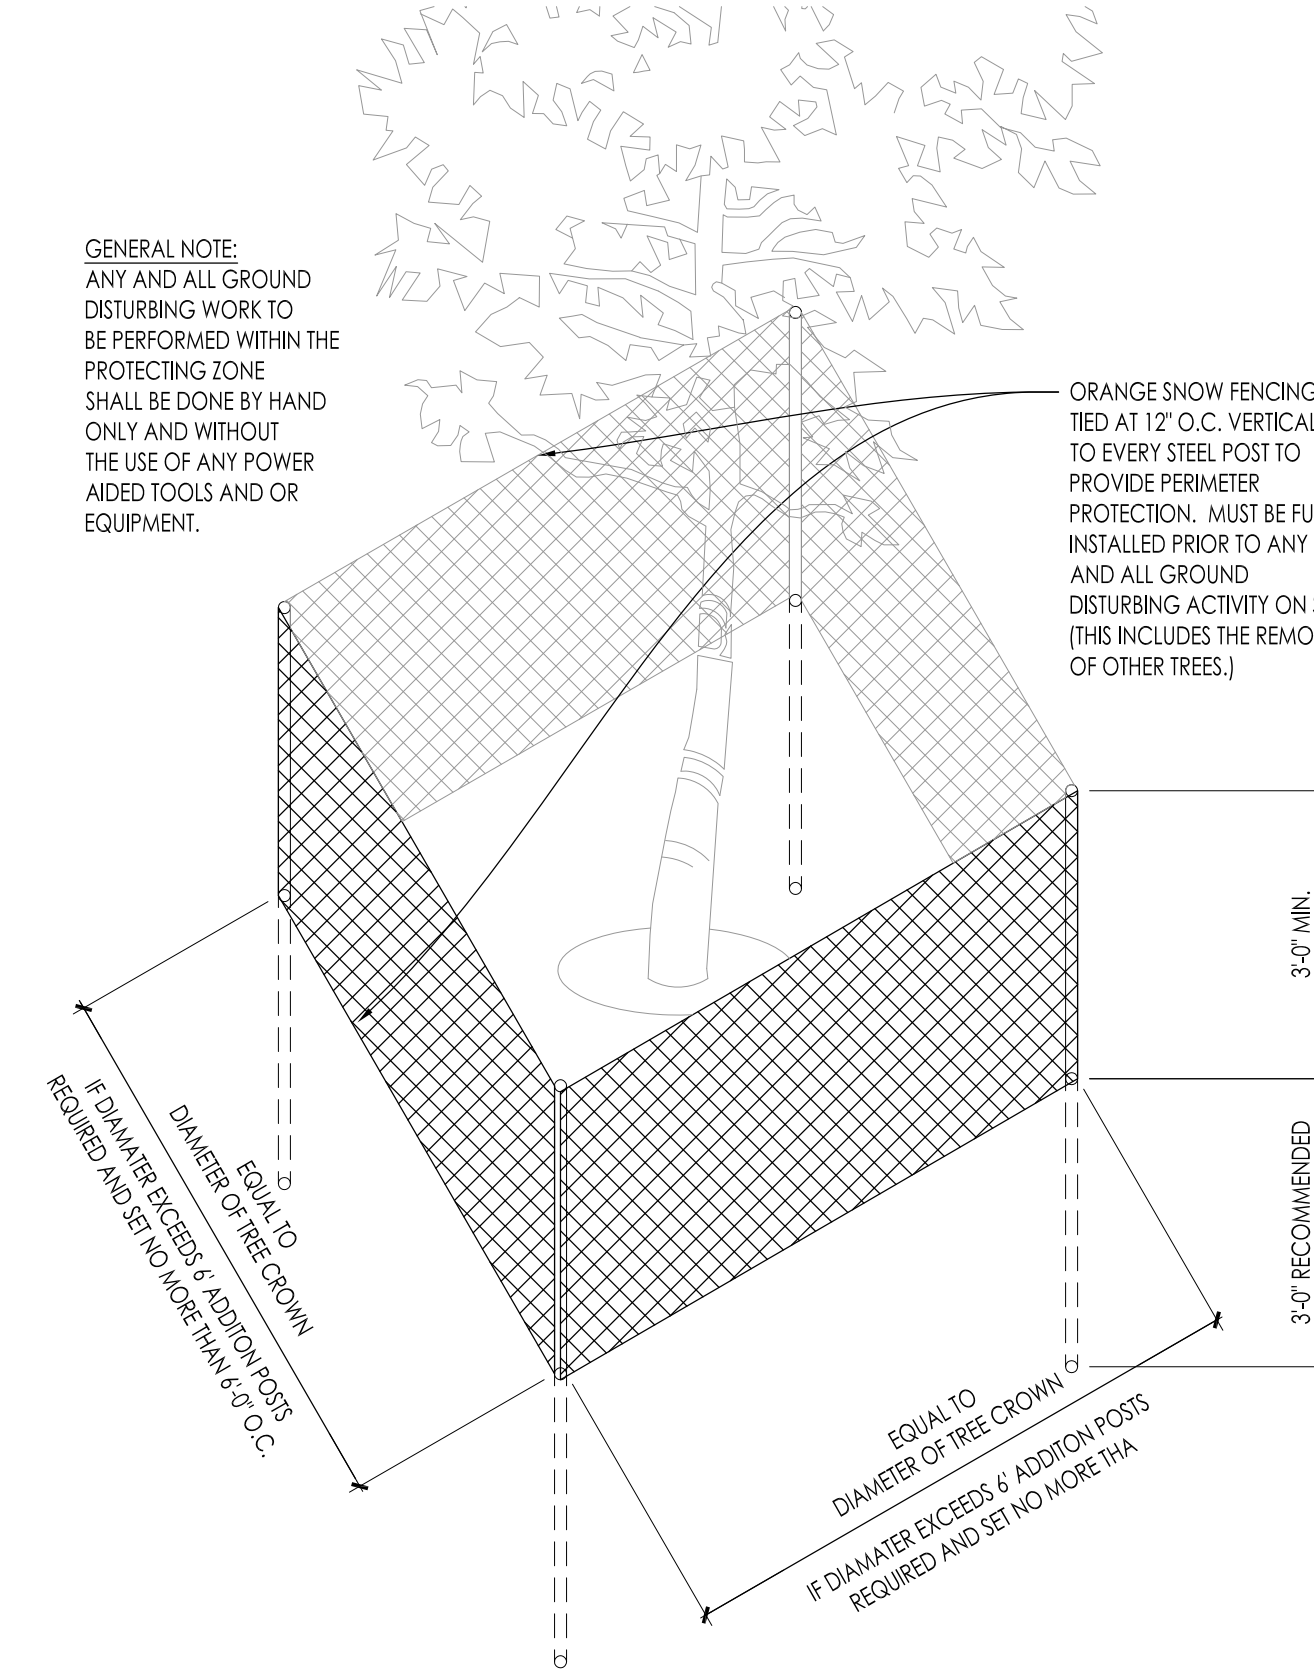 GENERAL NOTE:
ANY AND ALL GROUND
DISTURBING WORK TO
BE PERFORMED WITHIN THE
PROTECTING ZONE
SHALL BE DONE BY HAND
ONLY AND WITHOUT
THE USE OF ANY POWER
AIDED TOOLS AND OR
EQUIPMENT.
ORANGE SNOW FENCING
TIED AT 12" O.C. VERTICAL
TO EVERY STEEL POST TO
PROVIDE PERIMETER
PROTECTION. MUST BE FU
INSTALLED PRIOR TO ANY
AND ALL GROUND
DISTURBING ACTIVITY ON
(THIS INCLUDES THE REMO
OF OTHER TREES.)
3'-0" MIN.
3'-0" RECOMMENDED
EQUAL TO
DIAMETER OF TREE CROWN
IF DIAMATER EXCEEDS 6' ADDITON POSTS
REQUIRED AND SET NO MORE THAN 6'-0" O.C.
EQUAL TO
DIAMETER OF TREE CROWN
IF DIAMATER EXCEEDS 6' ADDITON POSTS
REQUIRED AND SET NO MORE THA